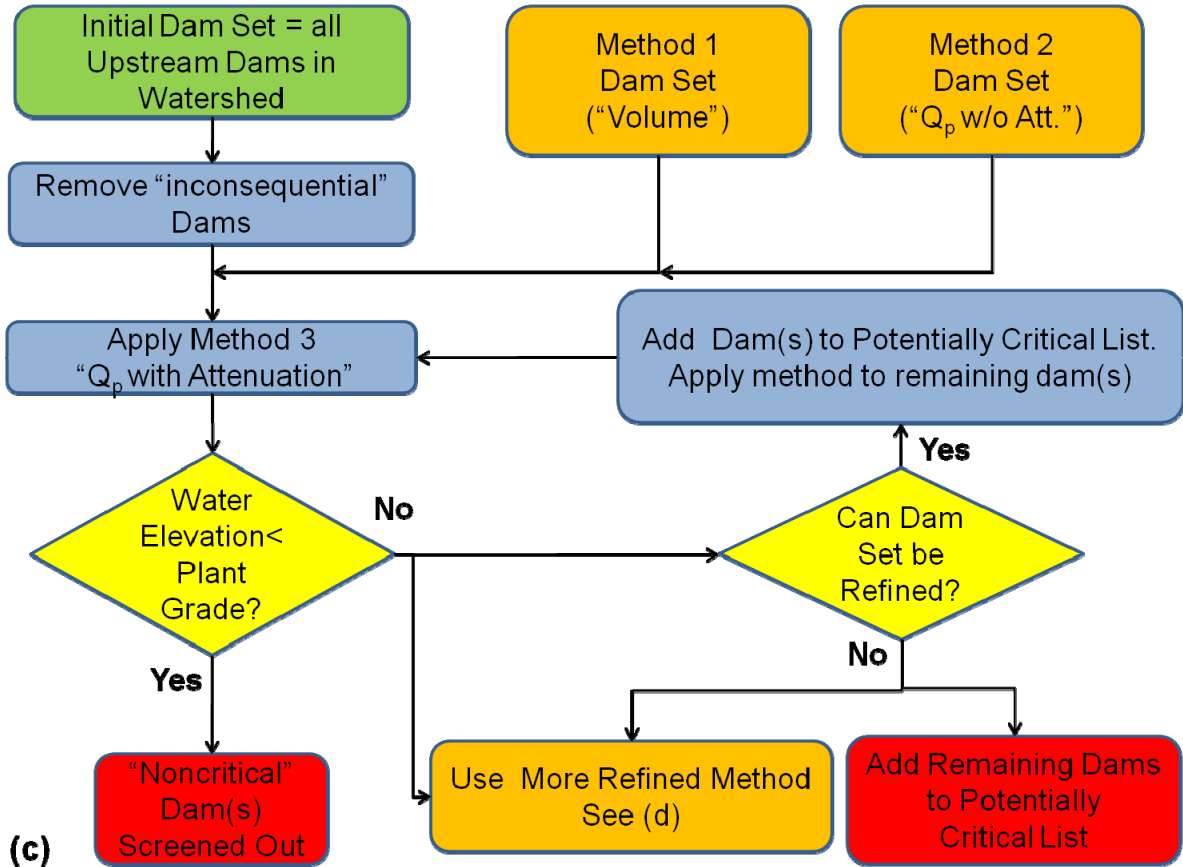 Initial Dam Set = all
Upstream Dams in
Watershed
Method 1
Dam Set
(“Volume”)
Method 2
Dam Set
(“Qp w/o Att.”)
Remove “inconsequential”
Dams
Apply Method 3
“Qp with Attenuation”
Add  Dam(s) to Potentially Critical List.
Apply method to remaining dam(s)
Yes
Water
Elevation<
Plant
Grade?
No
Can Dam
Set be
Refined?
Yes
No
“Noncritical”
Dam(s)
Screened Out
Use  More Refined Method
See (d)
Add Remaining Dams
to Potentially
Critical List
(c)